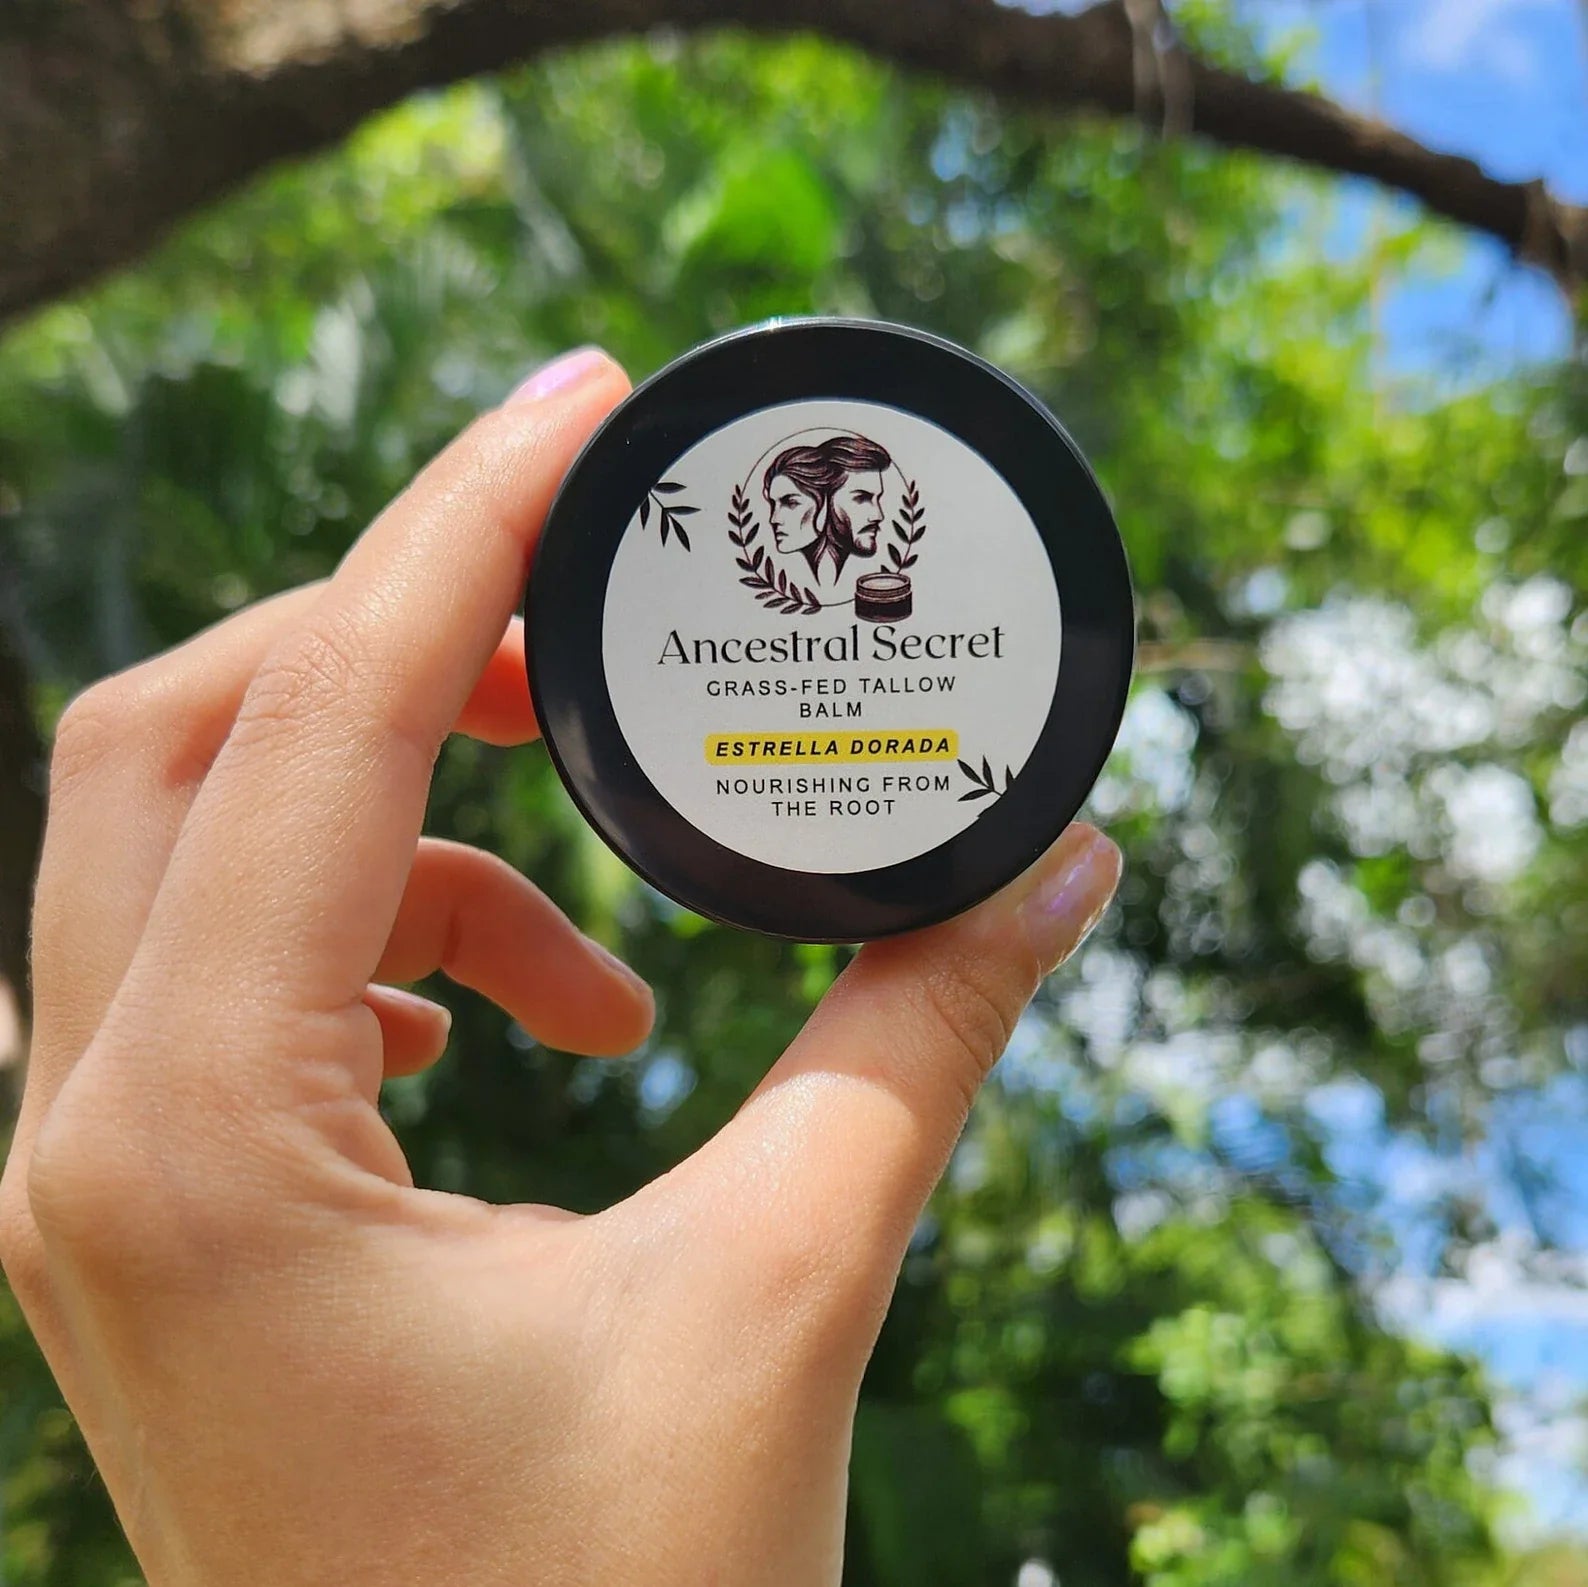 Ancestral Secret
GRASS-FED TALLOW
BALM
ESTRELLA DORADA
NOURISHING FROM
THE ROOT